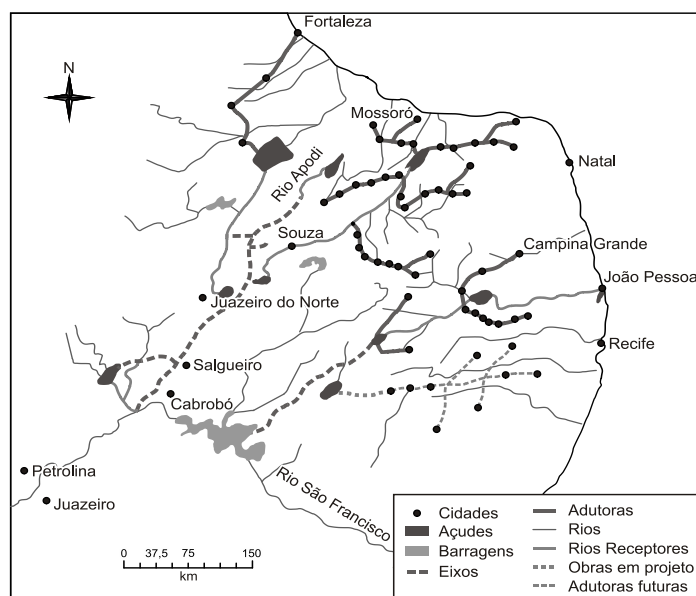 Fortaleza
N
Mossoró
Rio Apodi
Natal
Souza
Campina Grande
João Pessoa
Juazeiro do Norte
Recife
Salgueiro
Cabrobó
Petrolina
Juazeiro
Rio São Francisco
0 37,5 75 150
km
Cidades
Açudes
Barragens
Eixos
Adutoras
Rios
Rios Receptores
Obras em projeto
Adutoras futuras